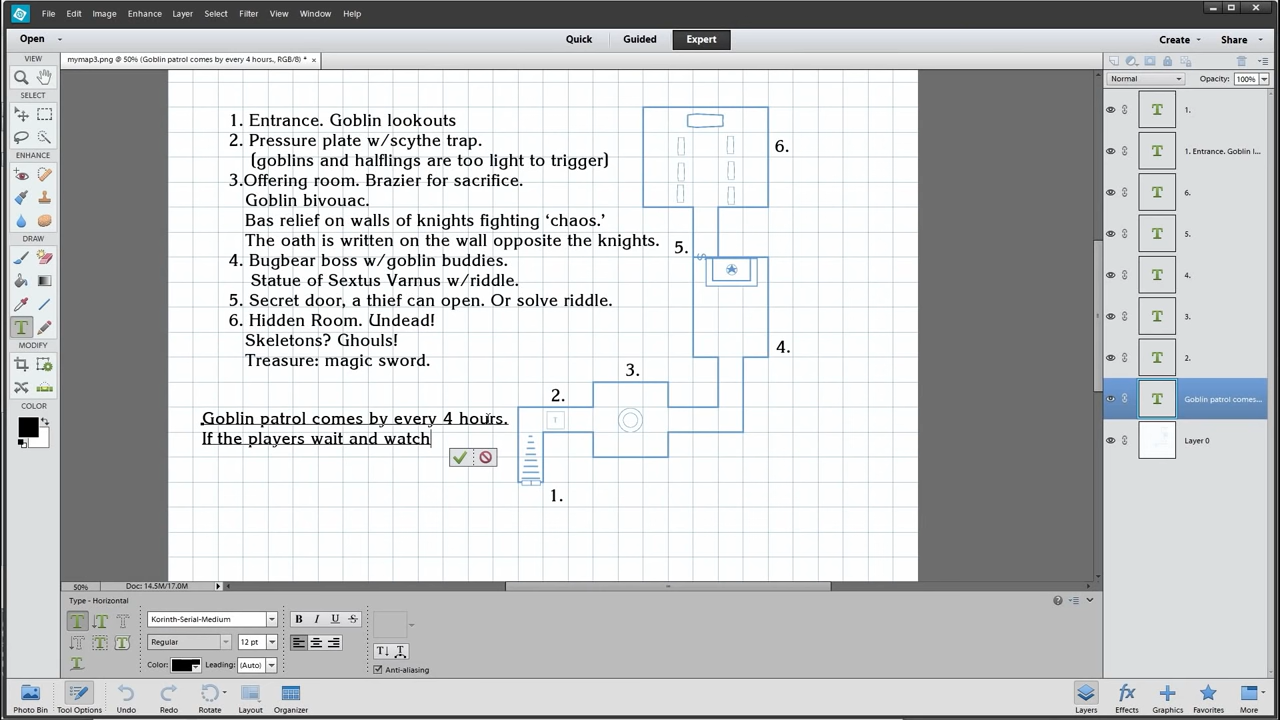 File Edit Image Enhance Layer Select Filter View Window Help
Open Quick Guided Expert Create Share
mymap3.png @ 50% (Goblin patrol comes by every 4 hours., RGB/8) * ×
VIEW
SELECT
ENHANCE
DRAW
MODIFY
COLOR
1. Entrance. Goblin lookouts
2. Pressure plate w/scythe trap.
(goblins and halflings are too light to trigger)
3.Offering room. Brazier for sacrifice.
Goblin bivouac.
Bas relief on walls of knights fighting ‘chaos.’
The oath is written on the wall opposite the knights.
4. Bugbear boss w/goblin buddies.
Statue of Sextus Varnus w/riddle.
5. Secret door, a thief can open. Or solve riddle.
6. Hidden Room. Undead!
Skeletons? Ghouls!
Treasure: magic sword.
Goblin patrol comes by every 4 hours.
If the players wait and watch
6.
5.
S
4.
3.
2.
T
1.
Normal Opacity: 100%
T 1.
T 1. Entrance. Goblin l...
T 6.
T 5.
T 4.
T 3.
T 2.
T Goblin patrol comes...
Layer 0
50% Doc: 14.5M/17.0M
Type - Horizontal
Korinth-Serial-Medium B I U S
Regular 12 pt
Color: Leading: (Auto) Anti-aliasing
Photo Bin Tool Options Undo Redo Rotate Layout Organizer Layers Effects Graphics Favorites More